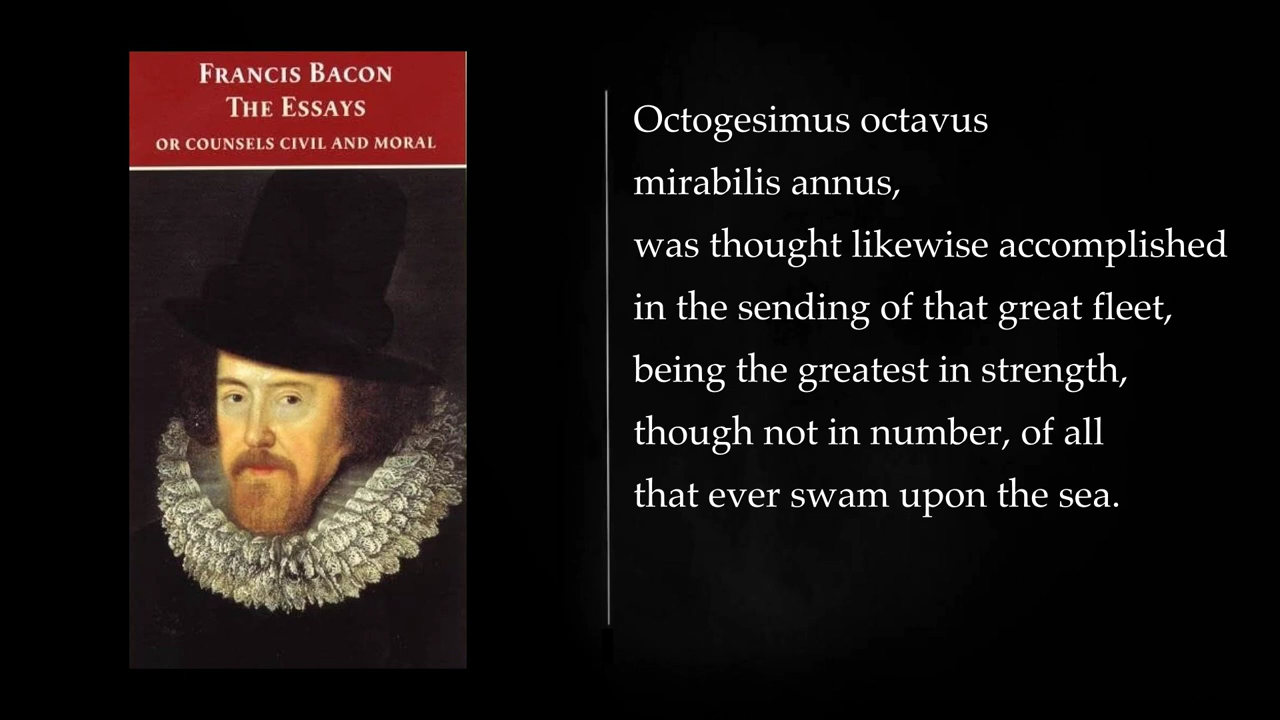 FRANCIS BACON
THE ESSAYS
OR COUNSELS CIVIL AND MORAL
Octogesimus octavus
mirabilis annus,
was thought likewise accomplished
in the sending of that great fleet,
being the greatest in strength,
though not in number, of all
that ever swam upon the sea.